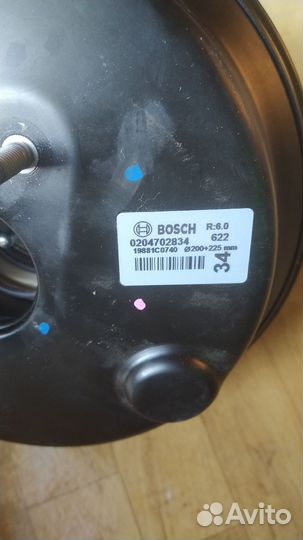 BOSCH R:6.0
0204702834 622
19881C0740 Ø200+225 mm
34
Avito